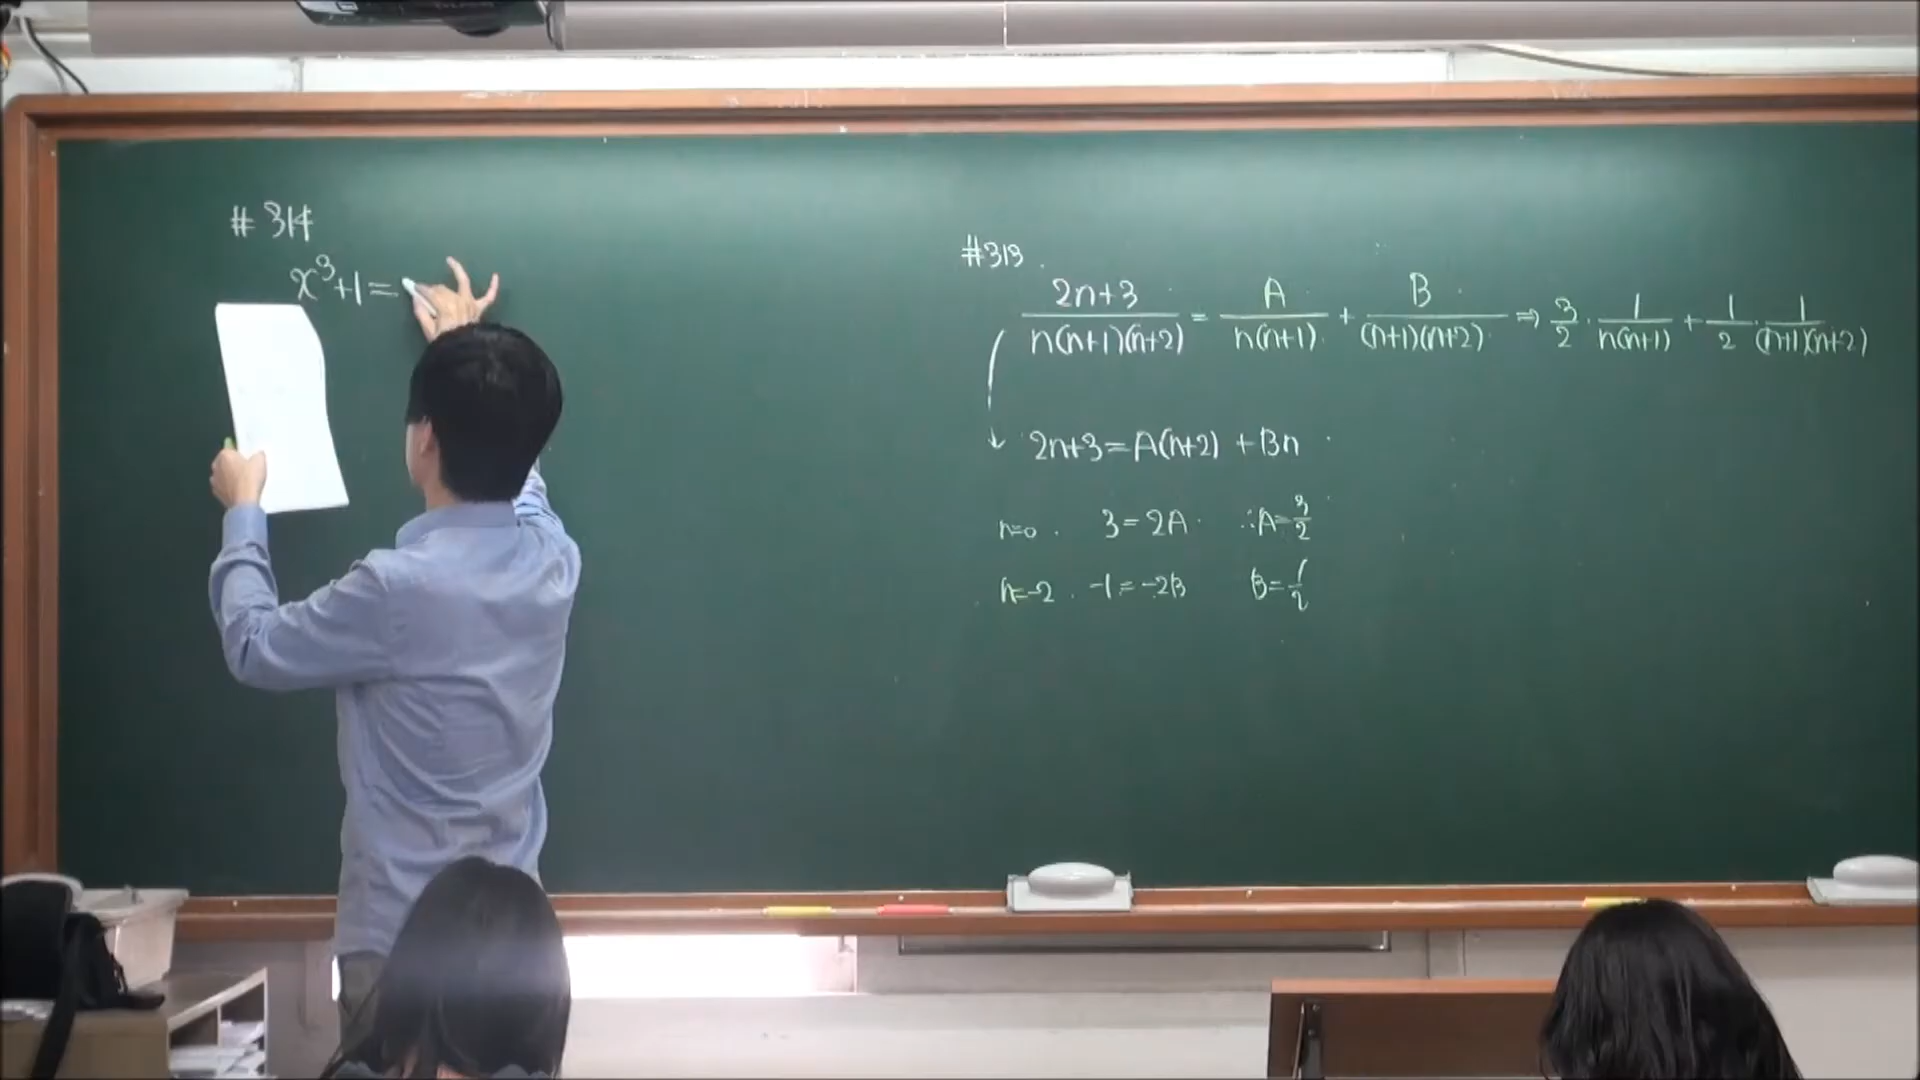 # 314
x³+1=
#313
2n+3/n(n+1)(n+2) = A/n(n+1) + B/(n+1)(n+2) ⇒ 3/2 · 1/n(n+1) + 1/2 · 1/(n+1)(n+2)
2n+3=A(n+2) +Bn
n=0. 3=2A ∴A=3/2
n=-2. -1=-2B B=1/2